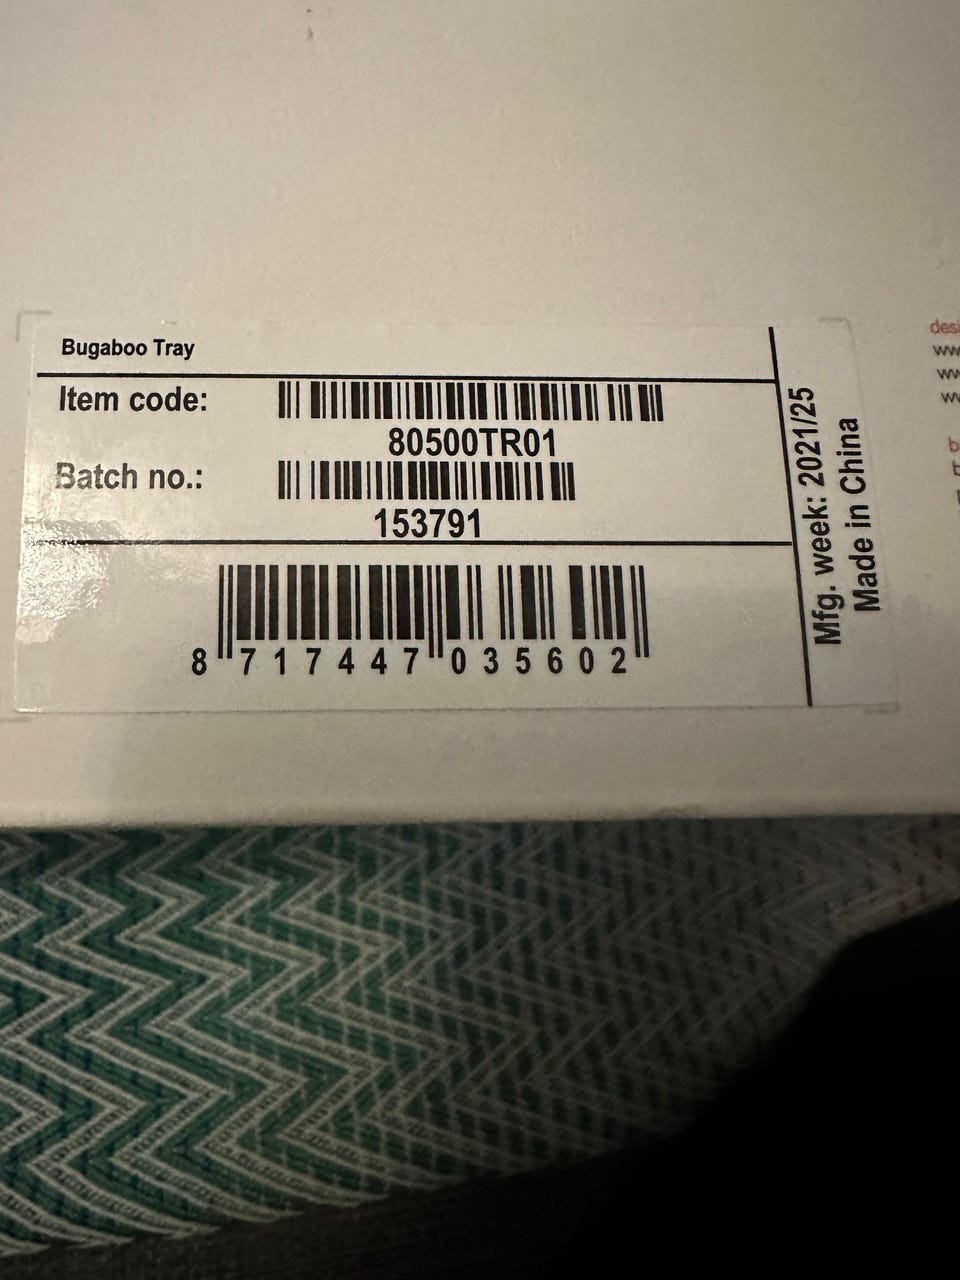 Bugaboo Tray
Item code:
80500TR01
Batch no.:
153791
8 717447 035602
Mfg. week: 2021/25
Made in China